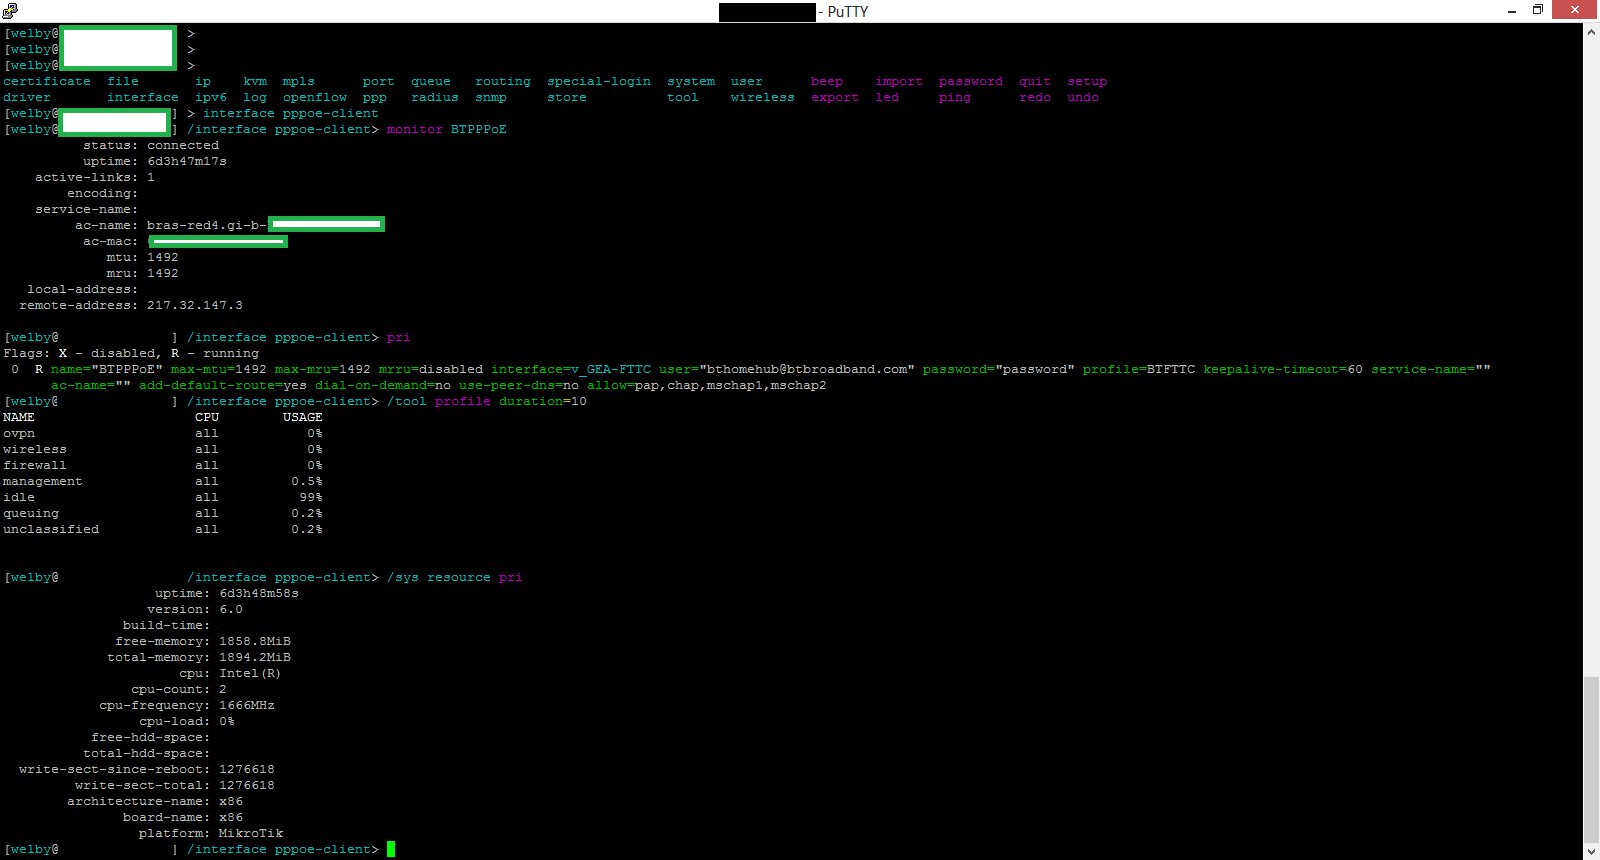 - PuTTY
[welby@ >
[welby@ >
[welby@ >
certificate file ip kvm mpls port queue routing special-login system user beep import password quit setup
driver interface ipv6 log openflow ppp radius snmp store tool wireless export led ping redo undo
[welby@ ] > interface pppoe-client
[welby@ ] /interface pppoe-client> monitor BTPPPoE
status: connected
uptime: 6d3h47m17s
active-links: 1
encoding:
service-name:
ac-name: bras-red4.gi-b-
ac-mac:
mtu: 1492
mru: 1492
local-address:
remote-address: 217.32.147.3
[welby@ ] /interface pppoe-client> pri
Flags: X - disabled, R - running
0 R name="BTPPPoE" max-mtu=1492 max-mru=1492 mrru=disabled interface=v_GEA-FTTC user="bthomehub@btbroadband.com" password="password" profile=BTFTTC keepalive-timeout=60 service-name=""
ac-name="" add-default-route=yes dial-on-demand=no use-peer-dns=no allow=pap,chap,mschap1,mschap2
[welby@ ] /interface pppoe-client> /tool profile duration=10
NAME CPU USAGE
ovpn all 0%
wireless all 0%
firewall all 0%
management all 0.5%
idle all 99%
queuing all 0.2%
unclassified all 0.2%
[welby@ /interface pppoe-client> /sys resource pri
uptime: 6d3h48m58s
version: 6.0
build-time:
free-memory: 1858.8MiB
total-memory: 1894.2MiB
cpu: Intel(R)
cpu-count: 2
cpu-frequency: 1666MHz
cpu-load: 0%
free-hdd-space:
total-hdd-space:
write-sect-since-reboot: 1276618
write-sect-total: 1276618
architecture-name: x86
board-name: x86
platform: MikroTik
[welby@ ] /interface pppoe-client>